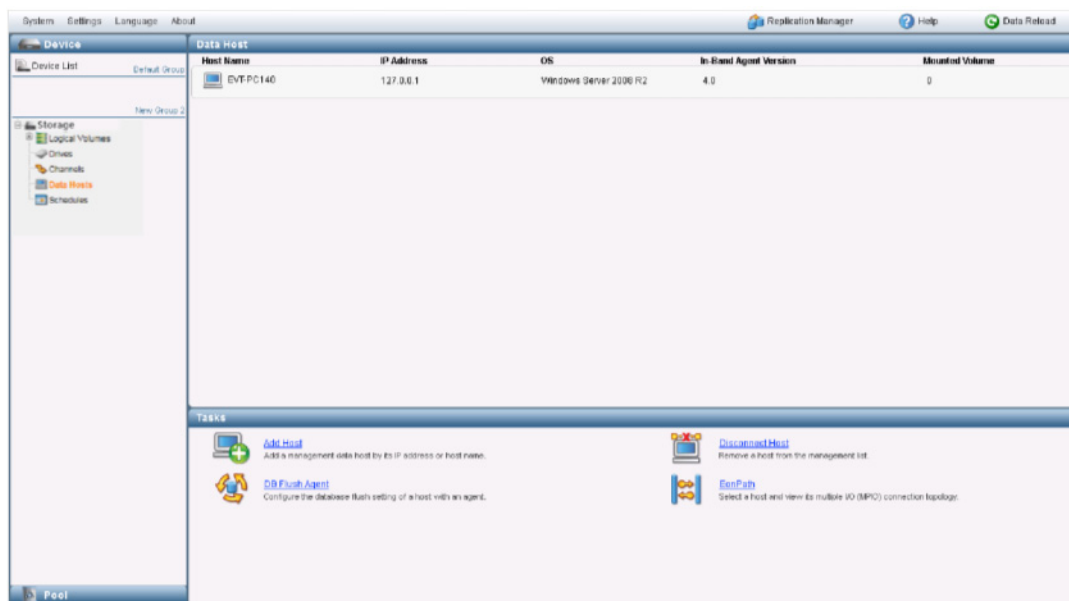 System Settings Language About Replication Manager Help Data Reload
Device
Device List
Default Group
New Group 2
Storage
Logical Volumes
Drives
Channels
Data Hosts
Schedules
Pool
Data Host
Host Name IP Address OS In-Band Agent Version Mounted Volume
EVT-PC140 127.0.0.1 Windows Server 2008 R2 4.0 0
Tasks
Add Host
Add a management data host by its IP address or host name.
DB Flush Agent
Configure the database flush setting of a host with an agent.
Disconnect Host
Remove a host from the management list.
EonPath
Select a host and view its multiple I/O (MPIO) connection topology.